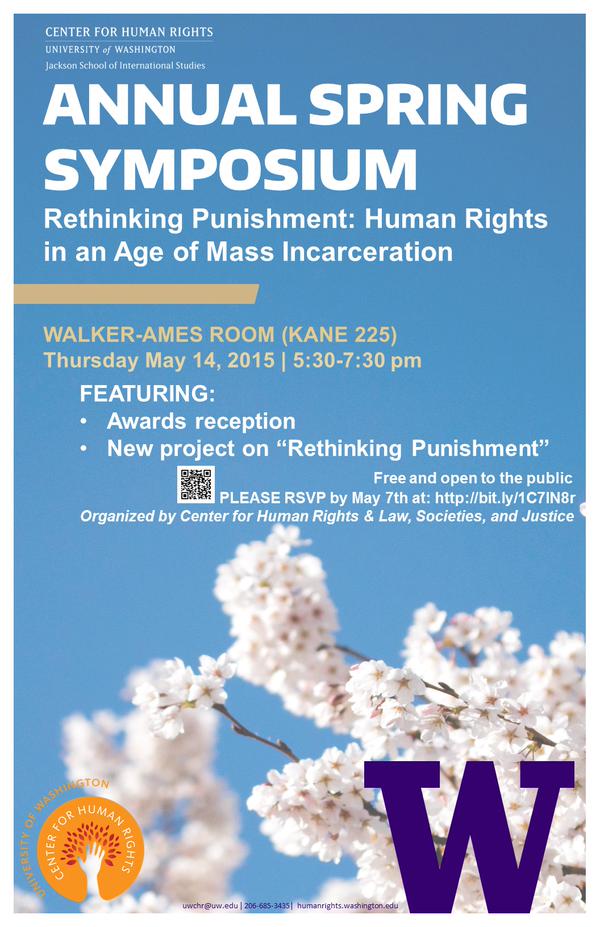 CENTER FOR HUMAN RIGHTS
UNIVERSITY of WASHINGTON
Jackson School of International Studies
ANNUAL SPRING
SYMPOSIUM
Rethinking Punishment: Human Rights
in an Age of Mass Incarceration
WALKER-AMES ROOM (KANE 225)
Thursday May 14, 2015 | 5:30-7:30 pm
FEATURING:
• Awards reception
• New project on “Rethinking Punishment”
Free and open to the public
PLEASE RSVP by May 7th at: http://bit.ly/1C7lN8r
Organized by Center for Human Rights & Law, Societies, and Justice
UNIVERSITY OF WASHINGTON
CENTER FOR HUMAN RIGHTS
W
uwchr@uw.edu | 206-685-3435| humanrights.washington.edu